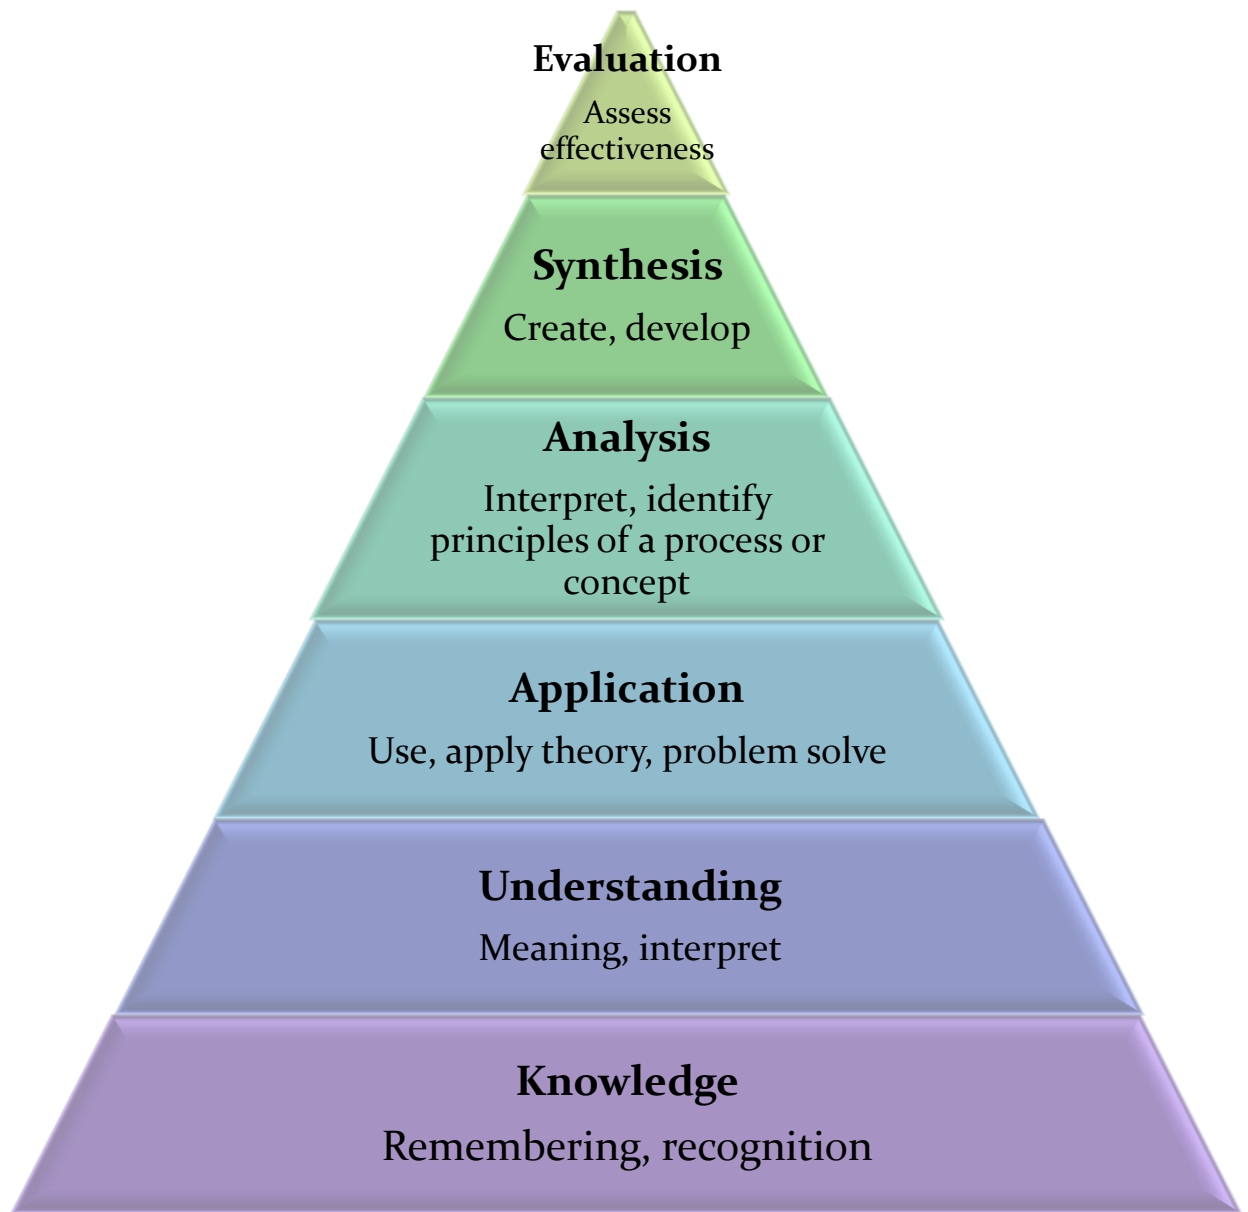 Evaluation
Assess
effectiveness
Synthesis
Create, develop
Analysis
Interpret, identify
principles of a process or
concept
Application
Use, apply theory, problem solve
Understanding
Meaning, interpret
Knowledge
Remembering, recognition